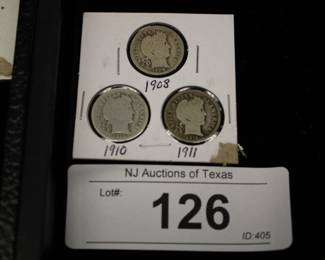 1908
1910
1911
NJ Auctions of Texas
Lot#:
126
ID:405